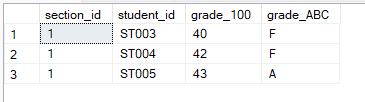 section_id student_id grade_100 grade_ABC
1 1 ST003 40 F
2 1 ST004 42 F
3 1 ST005 43 A